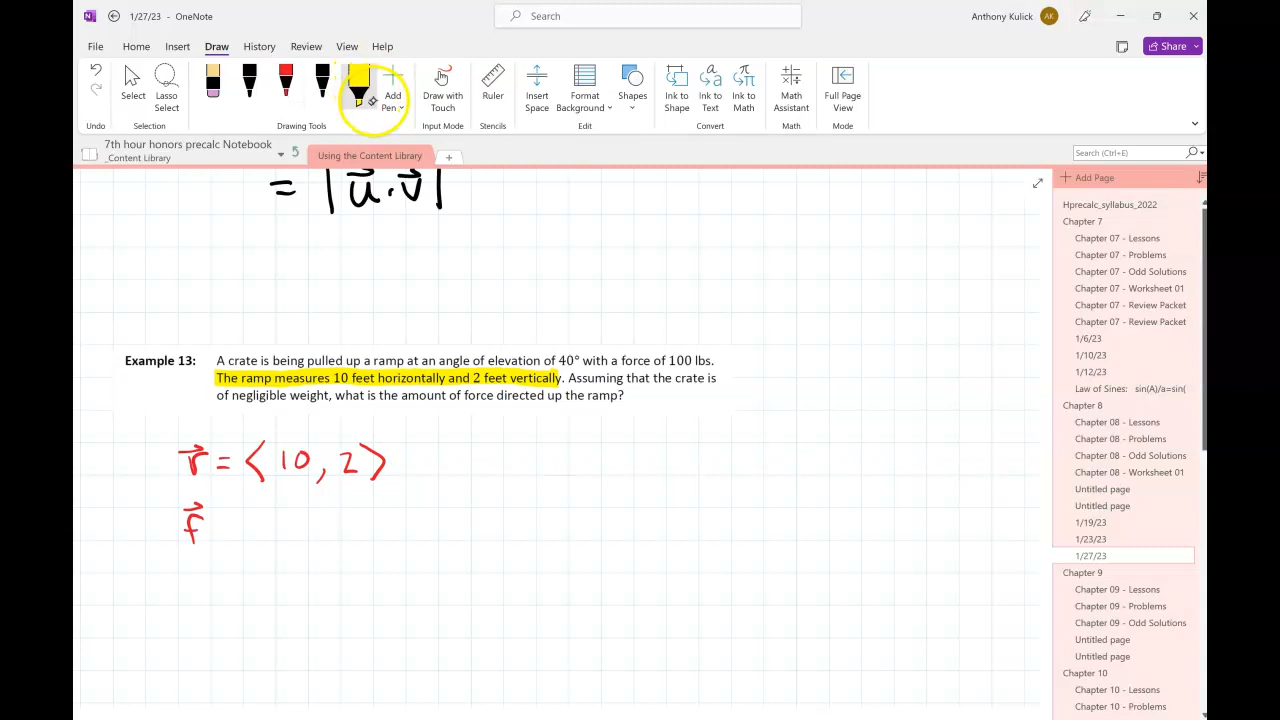 1/27/23 - OneNote
Search
Anthony Kulick
AK
File Home Insert Draw History Review View Help
Share
Select
Lasso Select
Add Pen
Draw with Touch
Ruler
Insert Space
Format Background
Shapes
Ink to Shape
Ink to Text
Ink to Math
Math Assistant
Full Page View
Undo
Selection
Drawing Tools
Input Mode
Stencils
Edit
Convert
Math
Mode
7th hour honors precalc Notebook
_Content Library
Using the Content Library
Search (Ctrl+E)
= |u⃗·v⃗|
Example 13: A crate is being pulled up a ramp at an angle of elevation of 40° with a force of 100 lbs.
The ramp measures 10 feet horizontally and 2 feet vertically. Assuming that the crate is
of negligible weight, what is the amount of force directed up the ramp?
r⃗ = ⟨10, 2⟩
f⃗
Add Page
Hprecalc_syllabus_2022
Chapter 7
Chapter 07 - Lessons
Chapter 07 - Problems
Chapter 07 - Odd Solutions
Chapter 07 - Worksheet 01
Chapter 07 - Review Packet
Chapter 07 - Review Packet
1/6/23
1/10/23
1/12/23
Law of Sines: sin(A)/a=sin(
Chapter 8
Chapter 08 - Lessons
Chapter 08 - Problems
Chapter 08 - Odd Solutions
Chapter 08 - Worksheet 01
Untitled page
Untitled page
1/19/23
1/23/23
1/27/23
Chapter 9
Chapter 09 - Lessons
Chapter 09 - Problems
Chapter 09 - Odd Solutions
Untitled page
Untitled page
Chapter 10
Chapter 10 - Lessons
Chapter 10 - Problems